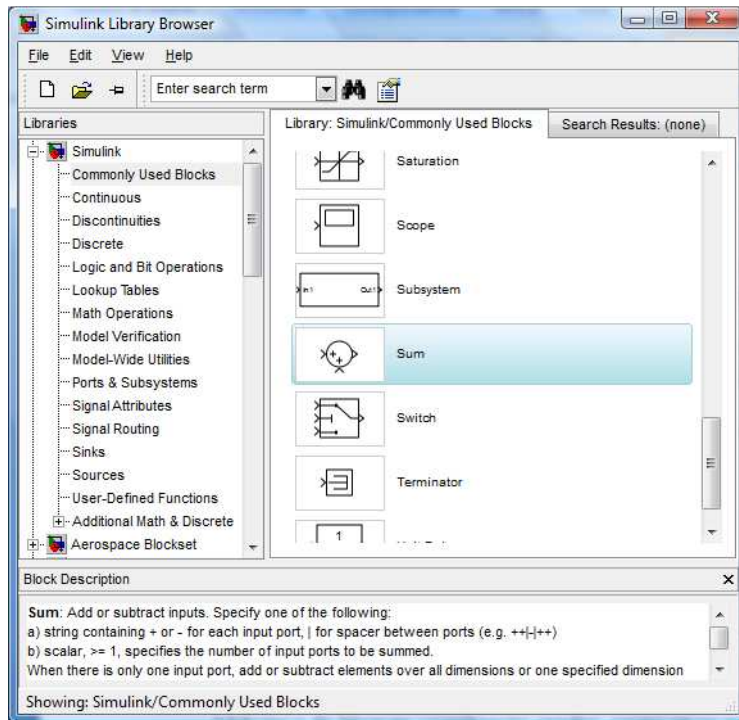 Simulink Library Browser
File Edit View Help
Enter search term
Libraries
Library: Simulink/Commonly Used Blocks
Search Results: (none)
Simulink
Commonly Used Blocks
Continuous
Discontinuities
Discrete
Logic and Bit Operations
Lookup Tables
Math Operations
Model Verification
Model-Wide Utilities
Ports & Subsystems
Signal Attributes
Signal Routing
Sinks
Sources
User-Defined Functions
Additional Math & Discrete
Aerospace Blockset
Saturation
Scope
In1 Out1
Subsystem
Sum
Switch
Terminator
1
Block Description
Sum: Add or subtract inputs. Specify one of the following:
a) string containing + or - for each input port, | for spacer between ports (e.g. ++|-|++)
b) scalar, >= 1, specifies the number of input ports to be summed.
When there is only one input port, add or subtract elements over all dimensions or one specified dimension
Showing: Simulink/Commonly Used Blocks